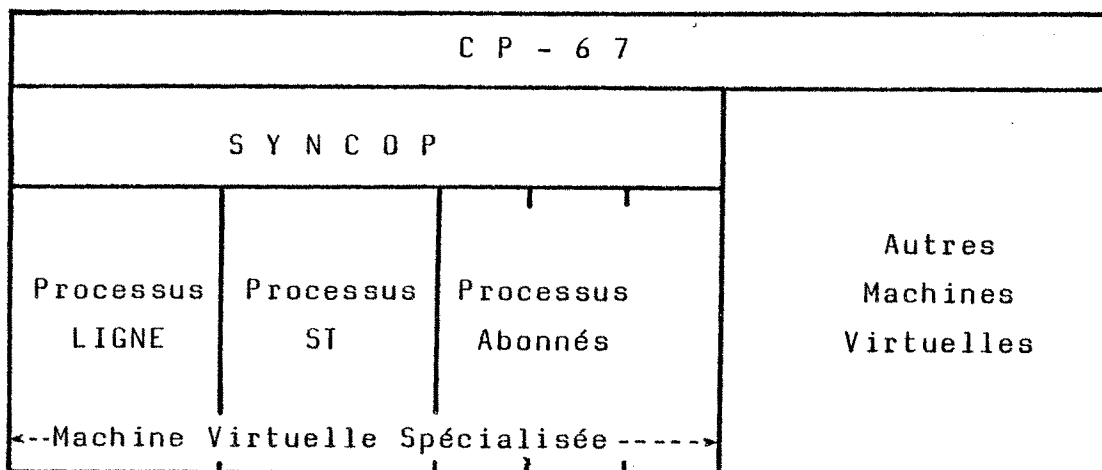 C P - 6 7
S Y N C O P
Processus
LIGNE
Processus
ST
Processus
Abonnés
Autres
Machines
Virtuelles
<--Machine Virtuelle Spécialisée ----->